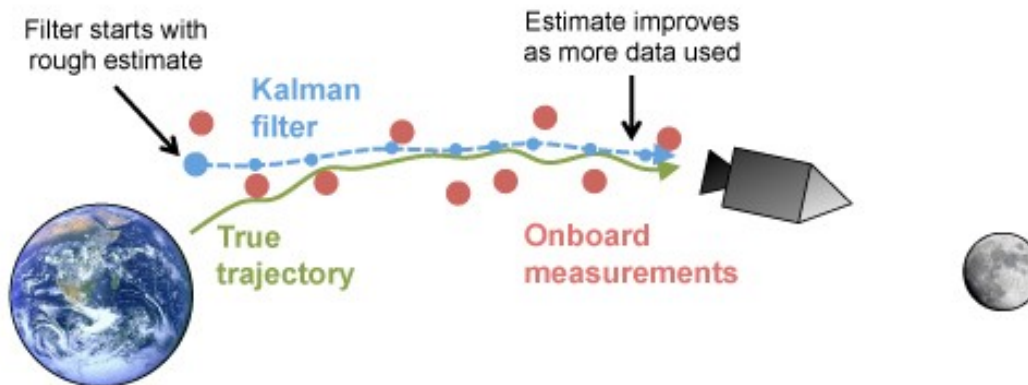 Filter starts with
rough estimate
Estimate improves
as more data used
Kalman
filter
True
trajectory
Onboard
measurements